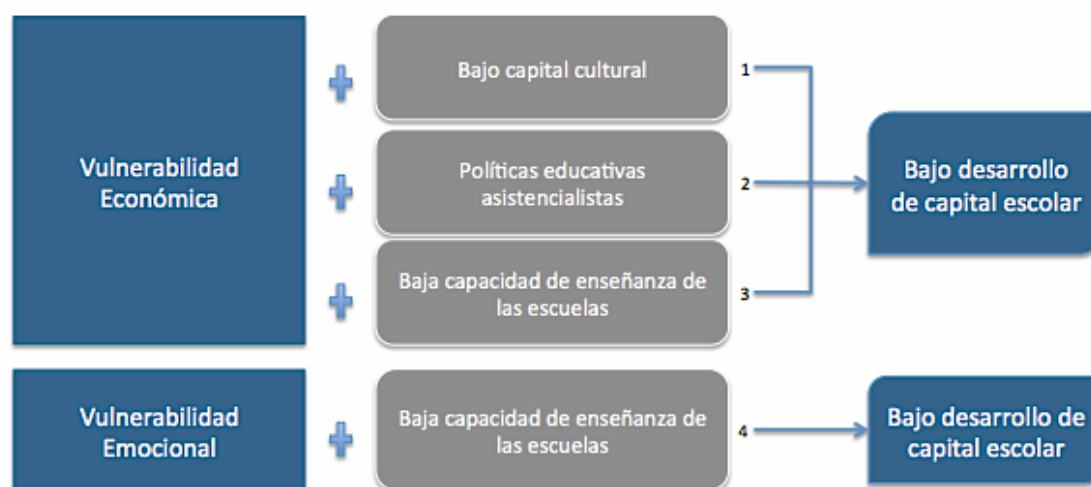 Vulnerabilidad
Económica
Bajo capital cultural
1
Políticas educativas
asistencialistas
2
Baja capacidad de enseñanza de
las escuelas
3
Bajo desarrollo
de capital escolar
Vulnerabilidad
Emocional
Baja capacidad de enseñanza de
las escuelas
4
Bajo desarrollo de
capital escolar